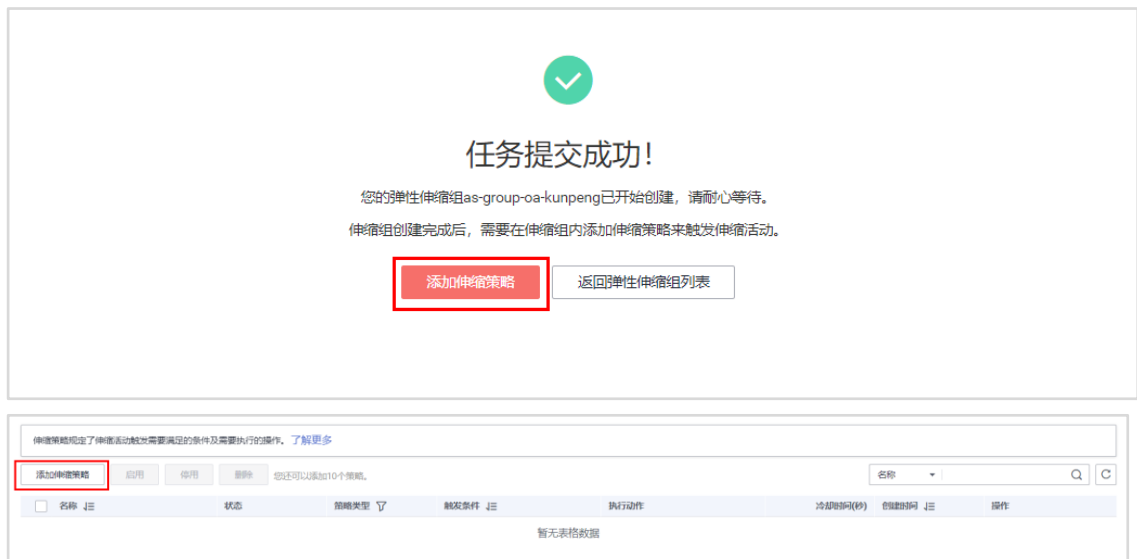 任务提交成功！
您的弹性伸缩组as-group-oa-kunpeng已开始创建，请耐心等待。
伸缩组创建完成后，需要在伸缩组内添加伸缩策略来触发伸缩活动。
添加伸缩策略 返回弹性伸缩组列表
伸缩策略规定了伸缩活动触发需要满足的条件及需要执行的操作。了解更多
添加伸缩策略 启用 停用 删除 您还可以添加10个策略。 名称
名称 状态 策略类型 触发条件 执行动作 冷却时间(秒) 创建时间 操作
暂无表格数据